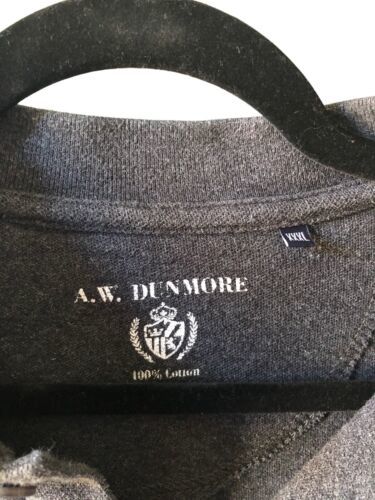 XXXL
A.W. DUNMORE
100% Cotton